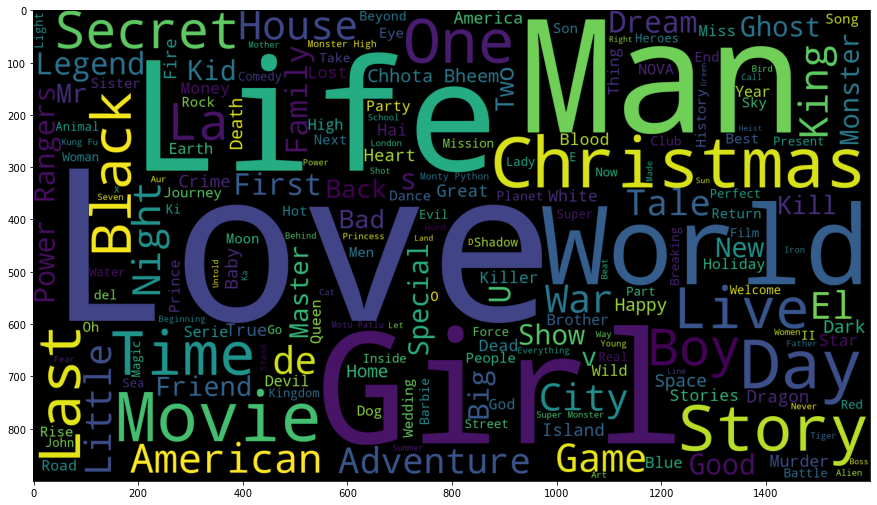 Light Secret House Beyond America Son Dream Miss Ghost Song
Fire Mother Monster High Eye One Man Heroes Right
Legend Kid Comedy Take Lost Chhota Bheem Two Thing NOVA End Bird Call Green Year Sky King Monster
Mr Sister Money Rock La Death Family Party High Hai School London
Animal Kung Fu Woman Earth Next Heart Mission Lady Blood E Club History Best Present Heist
Power Rangers Black Life Power Shot Monty Python Christmas Now Made Sun
Seven X Aur Journey Crime First Back s Dance Great Planet White Tale Perfect Kill
Night Ki Hot Bad Evil Word Super Return Film Iron
Love Moon Behind Princess Land D Shadow World New Breaking Holiday
Water Prince Untold Baby Ka Men Killer Beat Part Welcome
del Master Cat Special O U War Happy Live El
Beginning Queen Motu Patlu Let Brother Dark
Last Oh Time Serie True Go Show Force Way Young Boy Women II Father Star
Fear Little Magic de Stand Inside Dead People Everything v Real Day
Sea Friend Devil Home Girl Big Wild Line Space Stories Dragon
Kingdom Wedding Barbie God City Never Red
Rise Movie Dog Street Super Monster Island Story Tiger
John Summer
Road American Adventure Game Art Blue Good Murder Battle Boss Alien
0 200 400 600 800 1000 1200 1400
0
100
200
300
400
500
600
700
800